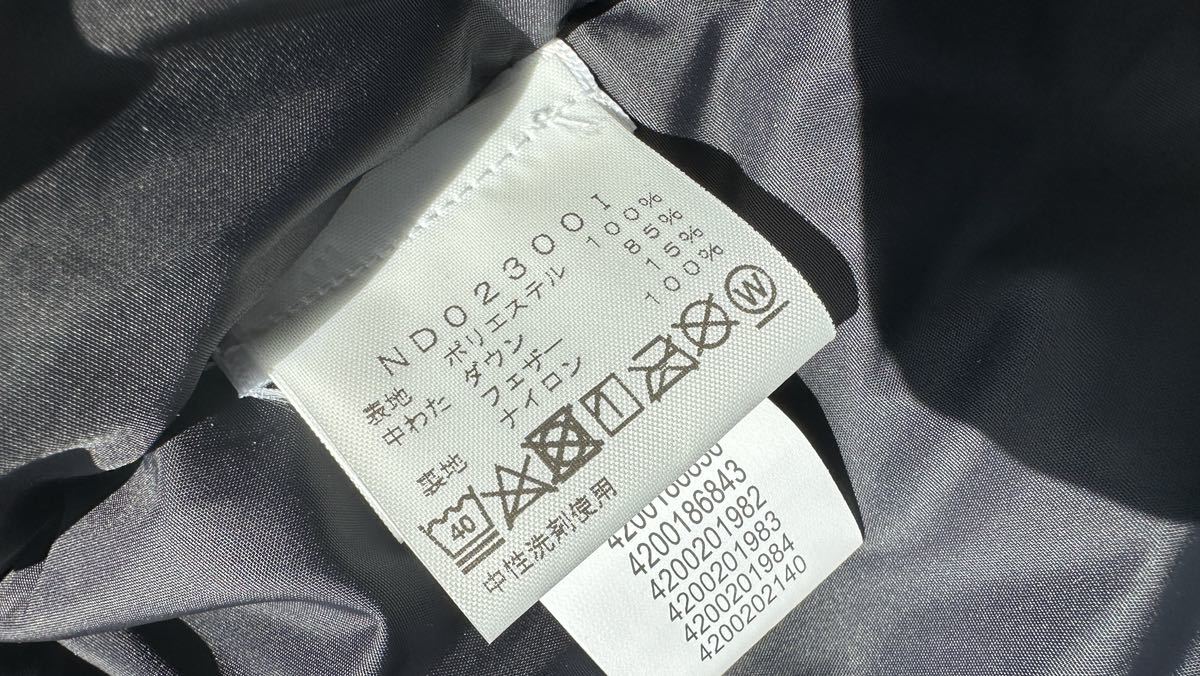 ND02300I
表地 ポリエステル 100%
中わた ダウン 85%
フェザー 15%
裏地 ナイロン 100%
40
1
W
中性洗剤使用
4200186843
4200201982
4200201983
4200201984
4200202140